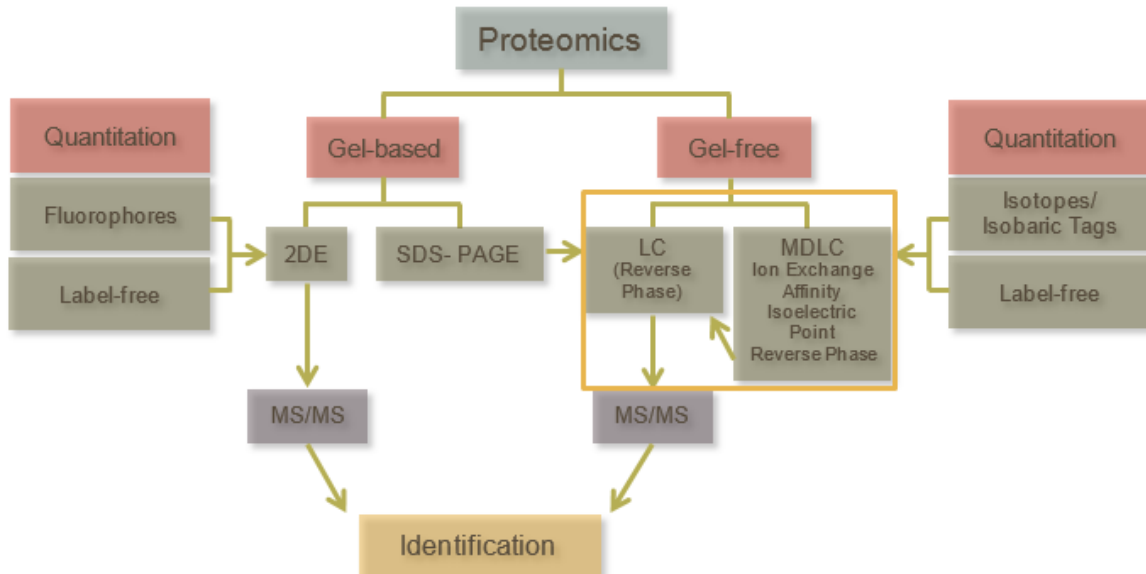 Proteomics
Quantitation
Fluorophores
Label-free
Gel-based
Gel-free
2DE
SDS- PAGE
LC
(Reverse
Phase)
MDLC
Ion Exchange
Affinity
Isoelectric
Point
Reverse Phase
Quantitation
Isotopes/
Isobaric Tags
Label-free
MS/MS
MS/MS
Identification